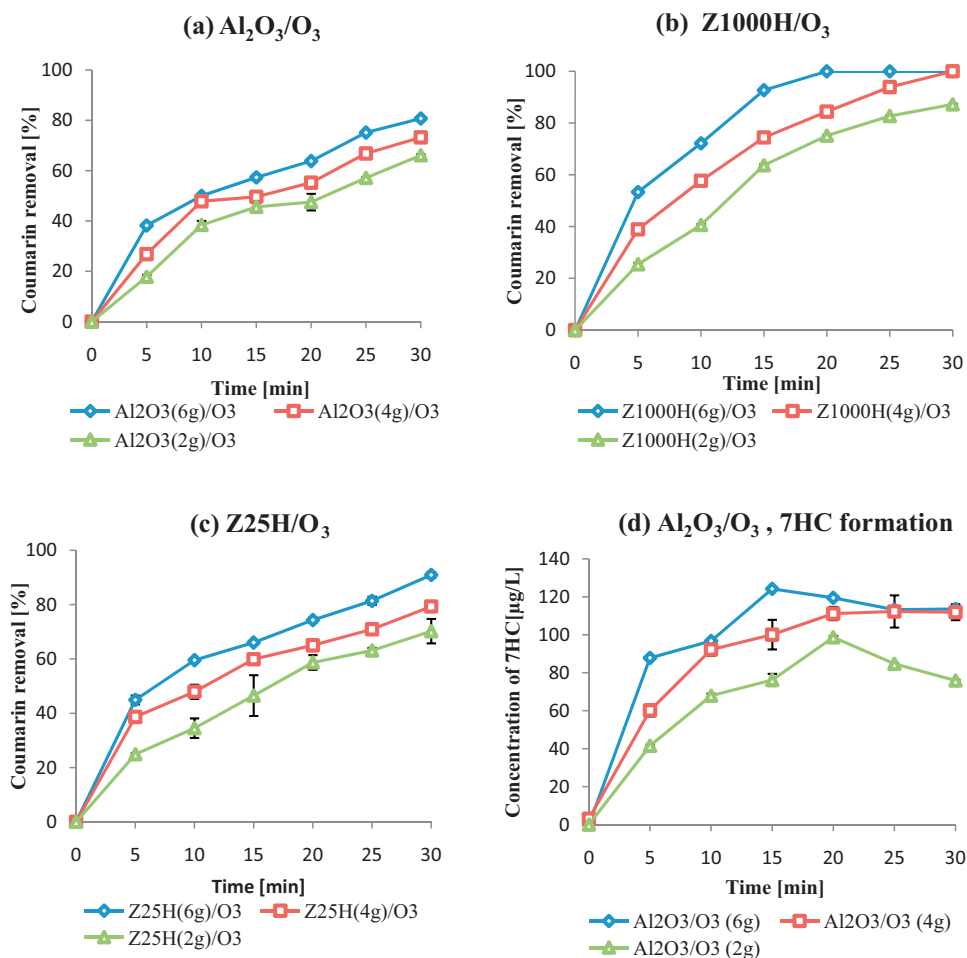 (a) Al₂O₃/O₃
Coumarin removal [%]
100
80
60
40
20
0
0 5 10 15 20 25 30
Time [min]
Al2O3(6g)/O3 Al2O3(4g)/O3
Al2O3(2g)/O3
(b) Z1000H/O₃
Coumarin removal [%]
100
80
60
40
20
0
0 5 10 15 20 25 30
Time [min]
Z1000H(6g)/O3 Z1000H(4g)/O3
Z1000H(2g)/O3
(c) Z25H/O₃
Coumarin removal [%]
100
80
60
40
20
0
0 5 10 15 20 25 30
Time [min]
Z25H(6g)/O3 Z25H(4g)/O3
Z25H(2g)/O3
(d) Al₂O₃/O₃ , 7HC formation
Concentration of 7HC[µg/L]
140
120
100
80
60
40
20
0
0 5 10 15 20 25 30
Time [min]
Al2O3/O3 (6g) Al2O3/O3 (4g)
Al2O3/O3 (2g)